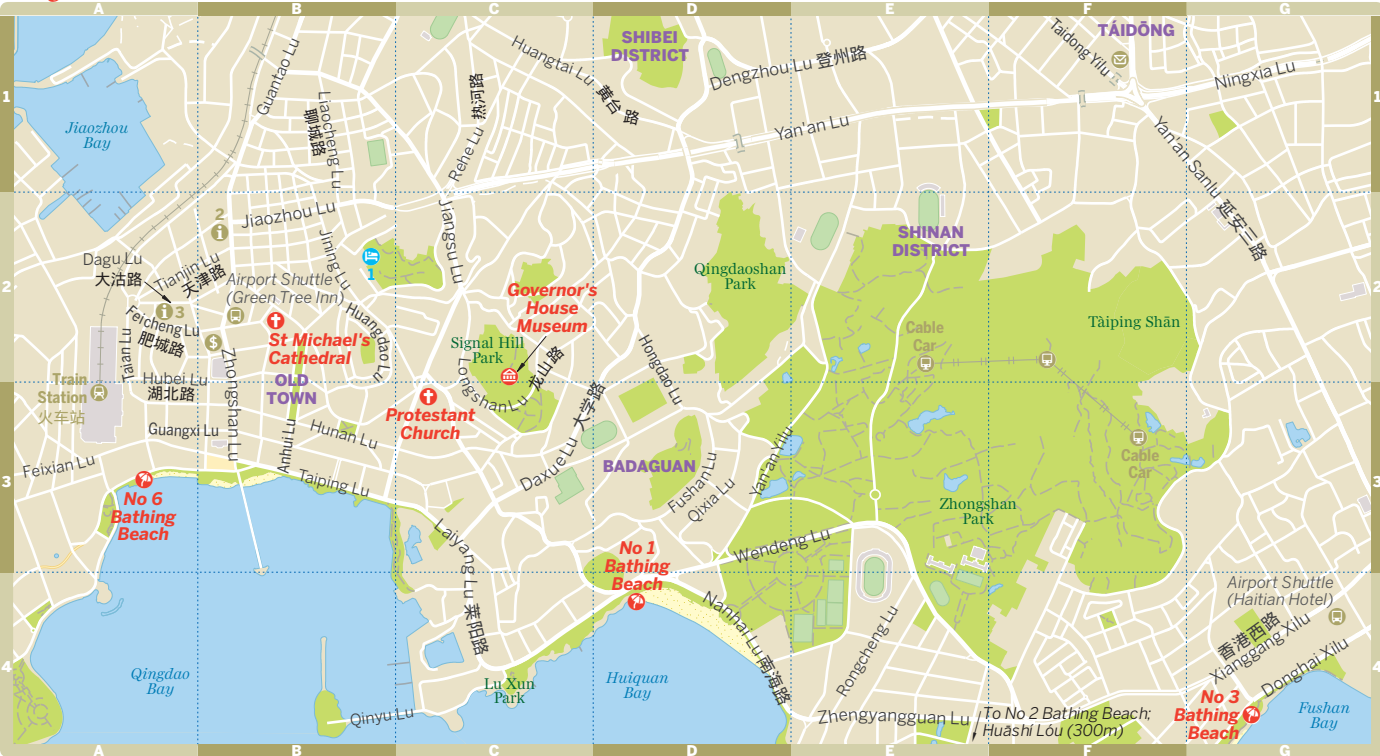 A B C D E F G
SHIBEI
DISTRICT
TÁIDŌNG
Taidong Yilu
Huangtai Lu 黄台路
Dengzhou Lu 登州路
Ningxia Lu
Guantao Lu
热河路
1
1
Liaocheng Lu
聊城路
Jiaozhou
Bay
Yan'an Lu
Rehe Lu
Yan'an Sanlu 延安三路
2
Jiaozhou Lu
Jiangsu Lu
SHINAN
DISTRICT
Jining Lu
Dagu Lu
大沽路
Tianjin Lu
天津路
1
Airport Shuttle
(Green Tree Inn)
Qingdaoshan
Park
2
2
Governor's
House
Museum
3
Feicheng Lu
肥城路
St Michael's
Cathedral
Huangdao Lu
Tàiping Shān
Cable
Car
$
Tai'an Lu
Zhongshan Lu
Signal Hill
Park
Longshan Lu 龙山路
Hongdao Lu
Train
Station
火车站
Hubei Lu
湖北路
OLD
TOWN
Protestant
Church
Guangxi Lu
Anhui Lu
Hunan Lu
Daxue Lu 大学路
Cable
Car
Feixian Lu
BADAGUAN
Yan'an Yilu
Fushan Lu
Qixia Lu
Taiping Lu
3
3
No 6
Bathing
Beach
Zhongshan
Park
Laiyang Lu 莱阳路
No 1
Bathing
Beach
Wendeng Lu
Airport Shuttle
(Haitian Hotel)
Nanhai Lu 南海路
Rongcheng Lu
香港西路
Xianggang Xilu
Donghai Xilu
4
4
Qingdao
Bay
Lu Xun
Park
Huiquan
Bay
No 3
Bathing
Beach
Fushan
Bay
Qinyu Lu
Zhengyangguan Lu
To No 2 Bathing Beach;
Huāshí Lóu (300m)
A B C D E F G